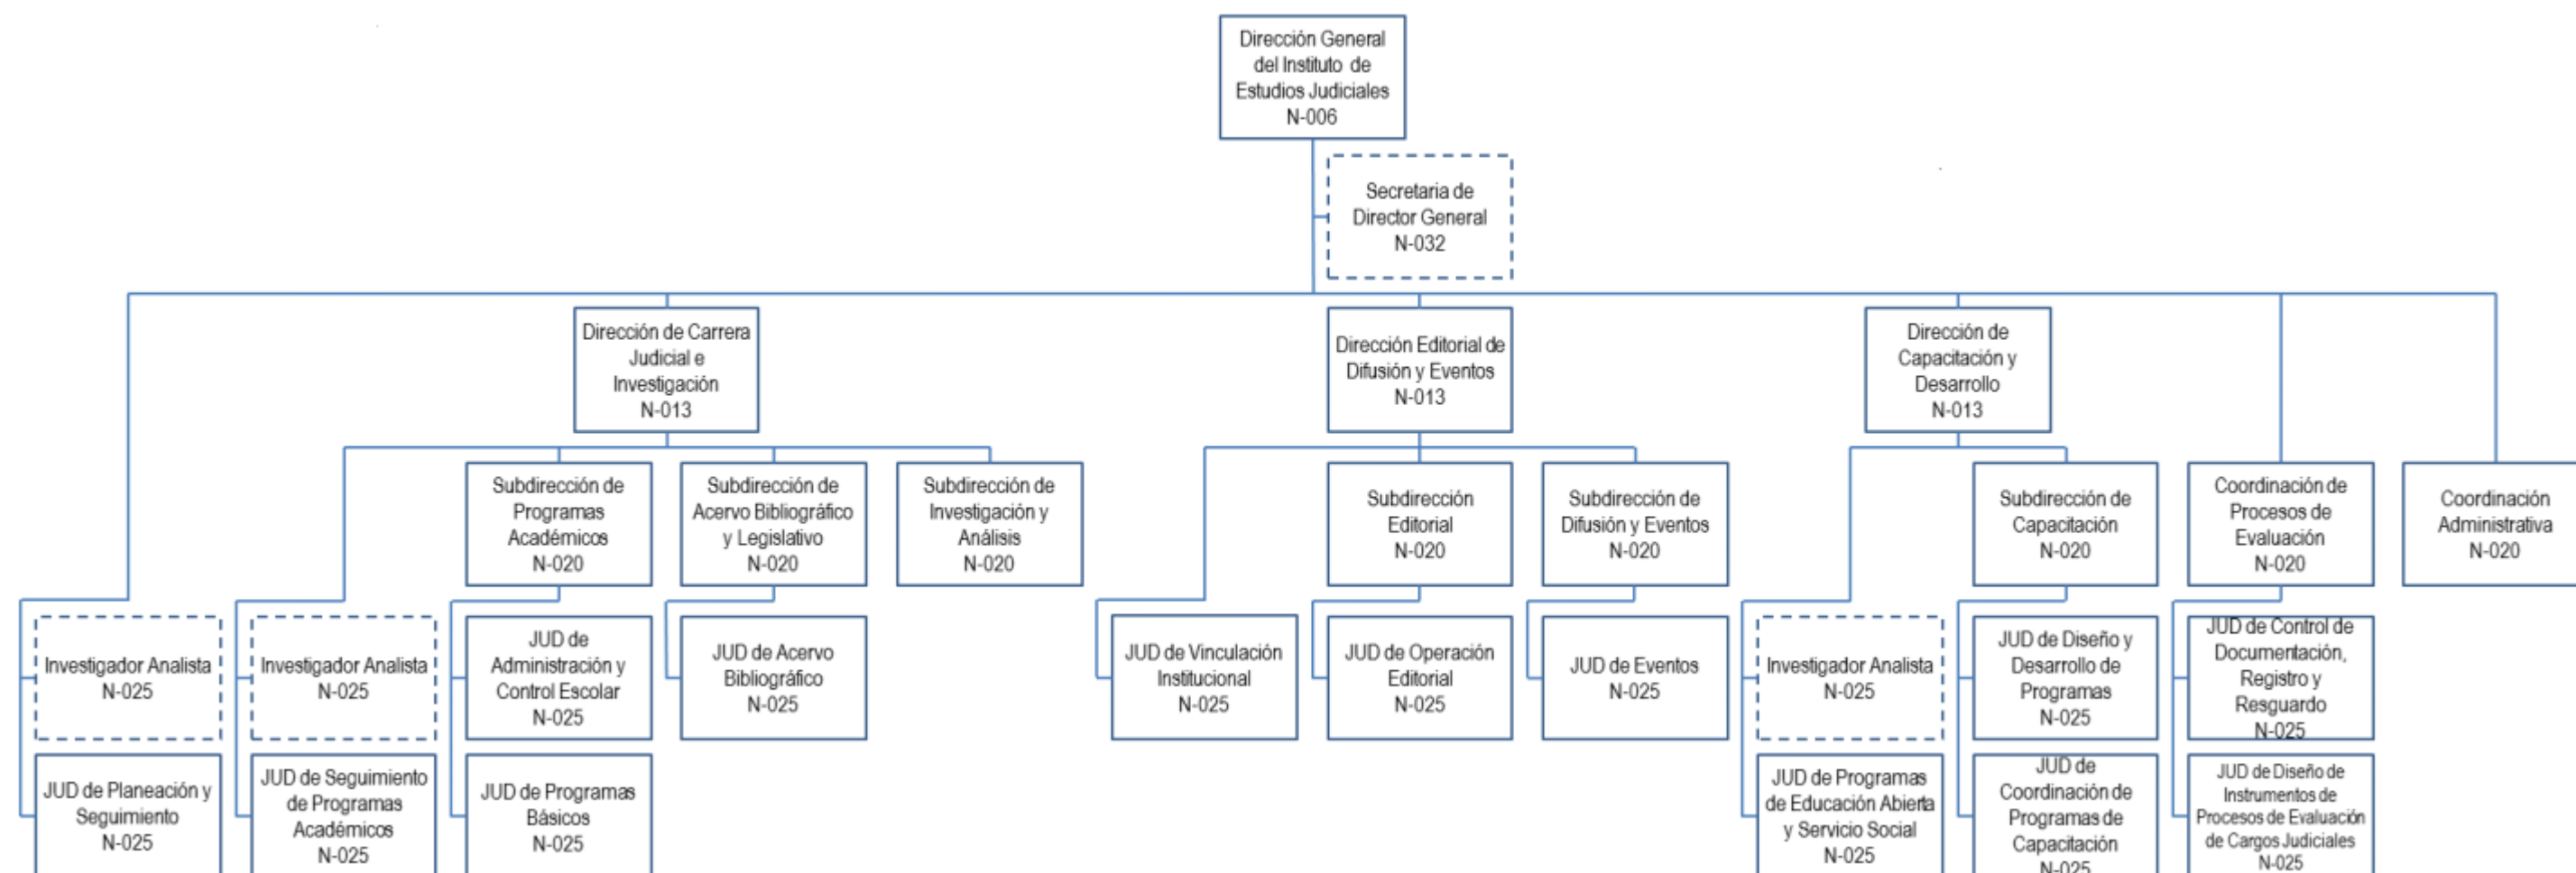 Dirección General
del Instituto de
Estudios Judiciales
N-006
Secretaria de
Director General
N-032
Dirección de Carrera
Judicial e
Investigación
N-013
Dirección Editorial de
Difusión y Eventos
N-013
Dirección de
Capacitación y
Desarrollo
N-013
Subdirección de
Programas
Académicos
N-020
Subdirección de
Acervo Bibliográfico
y Legislativo
N-020
Subdirección de
Investigación y
Análisis
N-020
Subdirección
Editorial
N-020
Subdirección de
Difusión y Eventos
N-020
Subdirección de
Capacitación
N-020
Coordinación de
Procesos de
Evaluación
N-020
Coordinación
Administrativa
N-020
Investigador Analista
N-025
Investigador Analista
N-025
JUD de
Administración y
Control Escolar
N-025
JUD de Acervo
Bibliográfico
N-025
JUD de Vinculación
Institucional
N-025
JUD de Operación
Editorial
N-025
JUD de Eventos
N-025
Investigador Analista
N-025
JUD de Diseño y
Desarrollo de
Programas
N-025
JUD de Control de
Documentación,
Registro y
Resguardo
N-025
JUD de Planeación y
Seguimiento
N-025
JUD de Seguimiento
de Programas
Académicos
N-025
JUD de Programas
Básicos
N-025
JUD de Programas
de Educación Abierta
y Servicio Social
N-025
JUD de
Coordinación de
Programas de
Capacitación
N-025
JUD de Diseño de
Instrumentos de
Procesos de Evaluación
de Cargos Judiciales
N-025